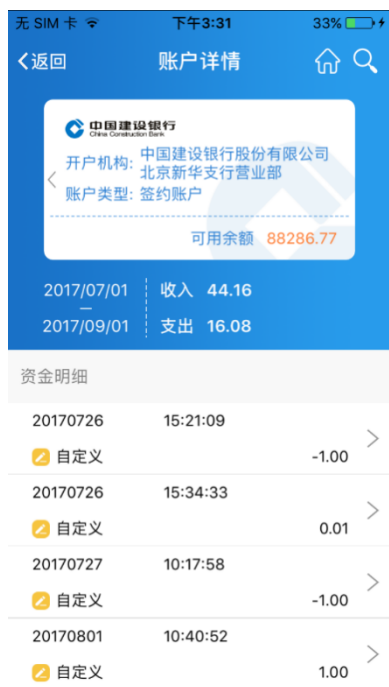 无 SIM 卡 下午3:31 33%
返回 账户详情
中国建设银行
China Construction Bank
开户机构: 中国建设银行股份有限公司
北京新华支行营业部
账户类型: 签约账户
可用余额 88286.77
2017/07/01 收入 44.16
—
2017/09/01 支出 16.08
资金明细
20170726 15:21:09
自定义 -1.00
20170726 15:34:33
自定义 0.01
20170727 10:17:58
自定义 -1.00
20170801 10:40:52
自定义 1.00